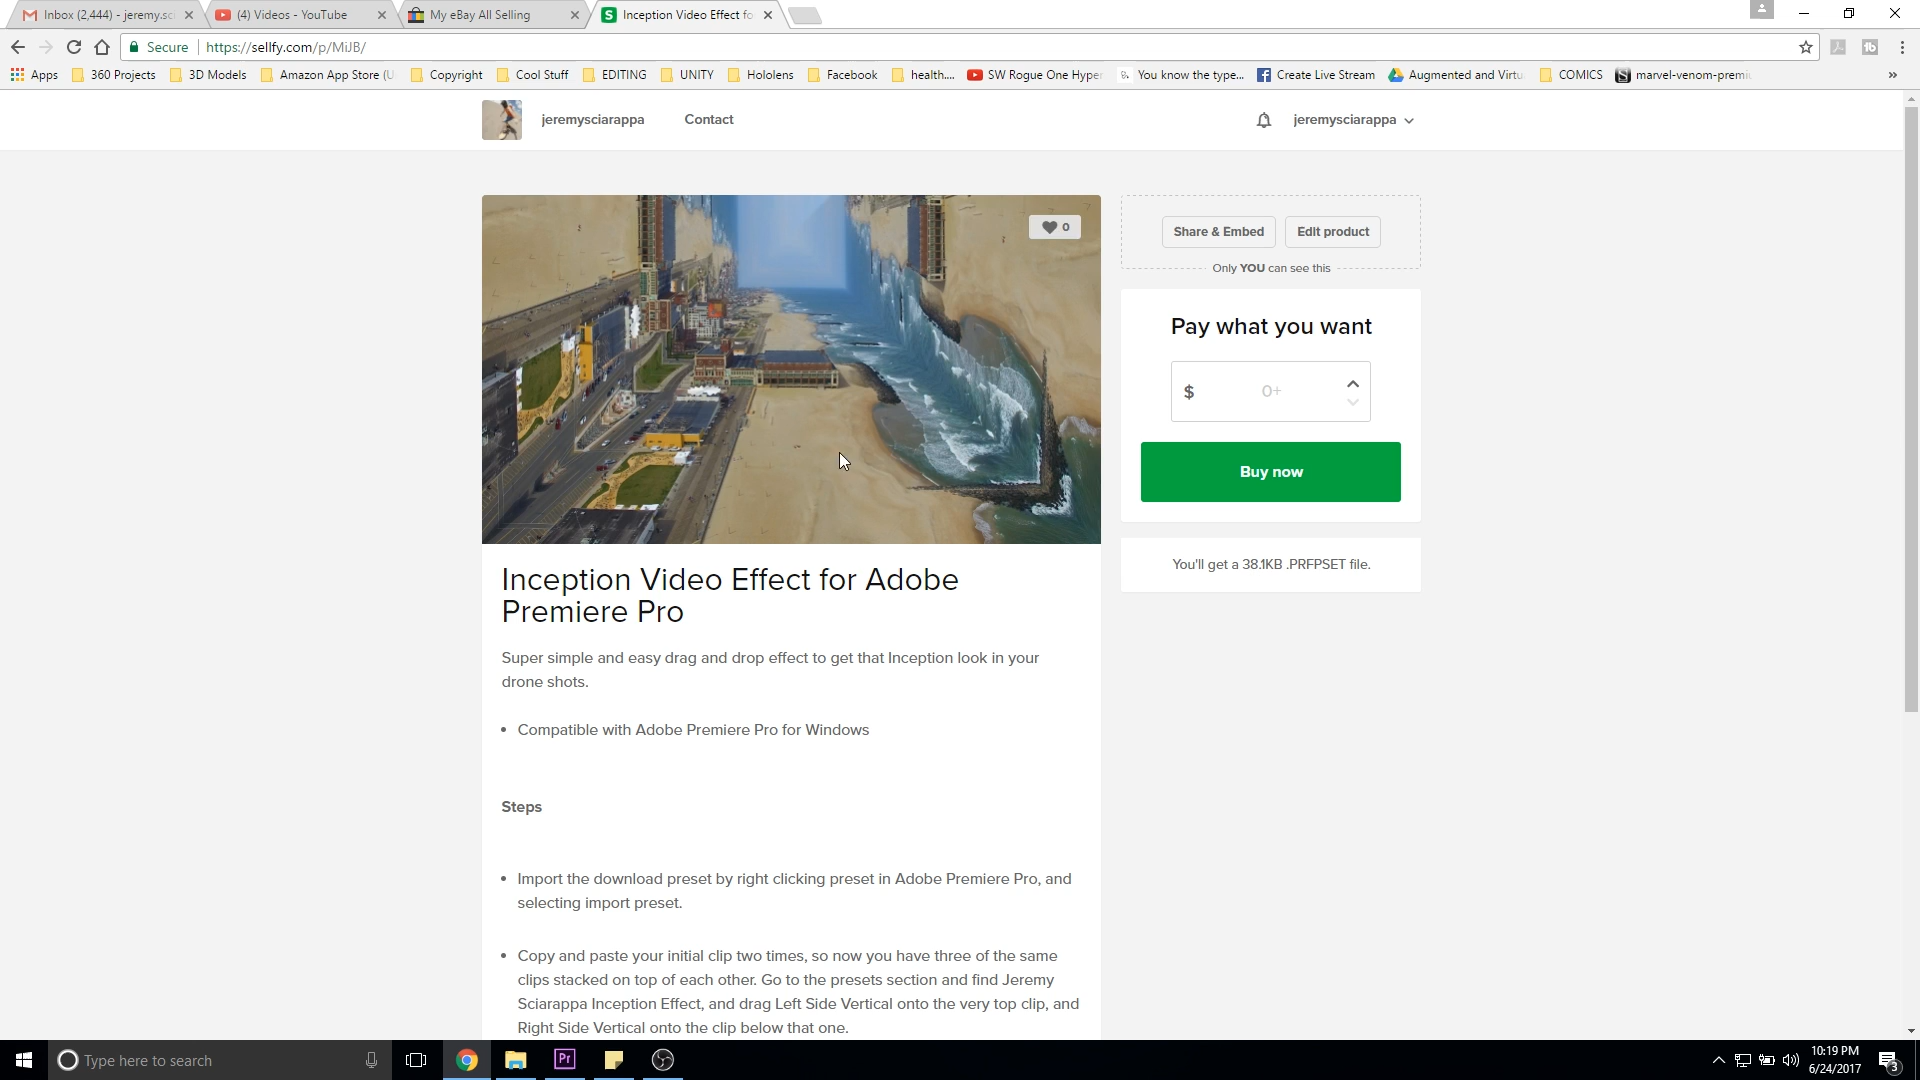 Inbox (2,444) - jeremy.sc
(4) Videos - YouTube
My eBay All Selling
Inception Video Effect fo
Secure
https://sellfy.com/p/MiJB/
Apps
360 Projects
3D Models
Amazon App Store (U
Copyright
Cool Stuff
EDITING
UNITY
Hololens
Facebook
health....
SW Rogue One Hyper
You know the type...
Create Live Stream
Augmented and Virtu
COMICS
marvel-venom-premi
»
jeremysciarappa
Contact
jeremysciarappa
0
Share & Embed
Edit product
Only YOU can see this
Pay what you want
$ 0+
Buy now
You'll get a 38.1KB .PRFPSET file.
Inception Video Effect for Adobe
Premiere Pro
Super simple and easy drag and drop effect to get that Inception look in your
drone shots.
• Compatible with Adobe Premiere Pro for Windows
Steps
• Import the download preset by right clicking preset in Adobe Premiere Pro, and
selecting import preset.
• Copy and paste your initial clip two times, so now you have three of the same
clips stacked on top of each other. Go to the presets section and find Jeremy
Sciarappa Inception Effect, and drag Left Side Vertical onto the very top clip, and
Right Side Vertical onto the clip below that one.
Type here to search
Pr
10:19 PM
6/24/2017
3